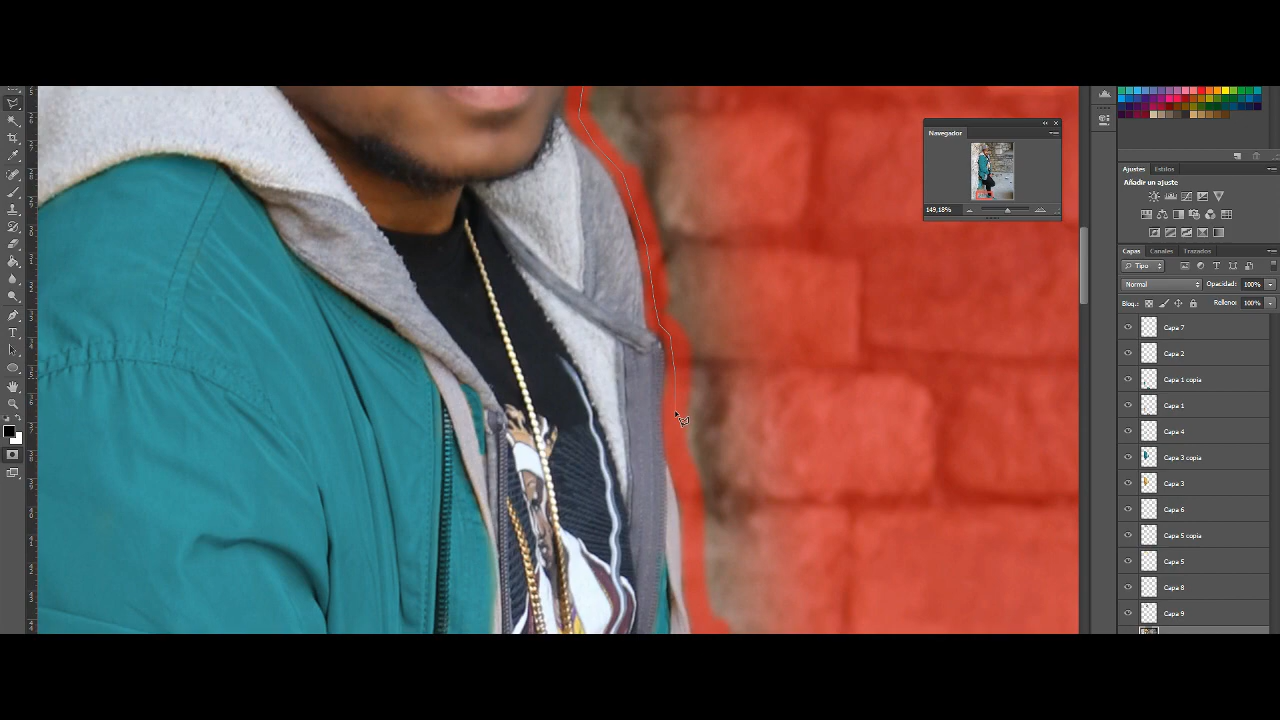 Navegador
149,18%
Ajustes Estilos
Añadir un ajuste
Capas Canales Trazados
Tipo
Normal Opacidad: 100%
Bloq.: Relleno: 100%
Capa 7
Capa 2
Capa 1 copia
Capa 1
Capa 4
Capa 3 copia
Capa 3
Capa 6
Capa 5 copia
Capa 5
Capa 8
Capa 9